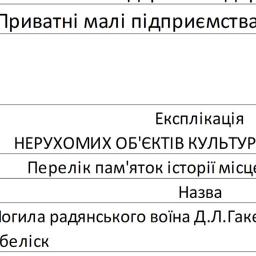 Приватні малі підприємства
Експлікація
НЕРУХОМИХ ОБ'ЄКТІВ КУЛЬТУР
Перелік пам'яток історії місце
Назва
Могила радянського воїна Д.Л.Гаке
обеліск